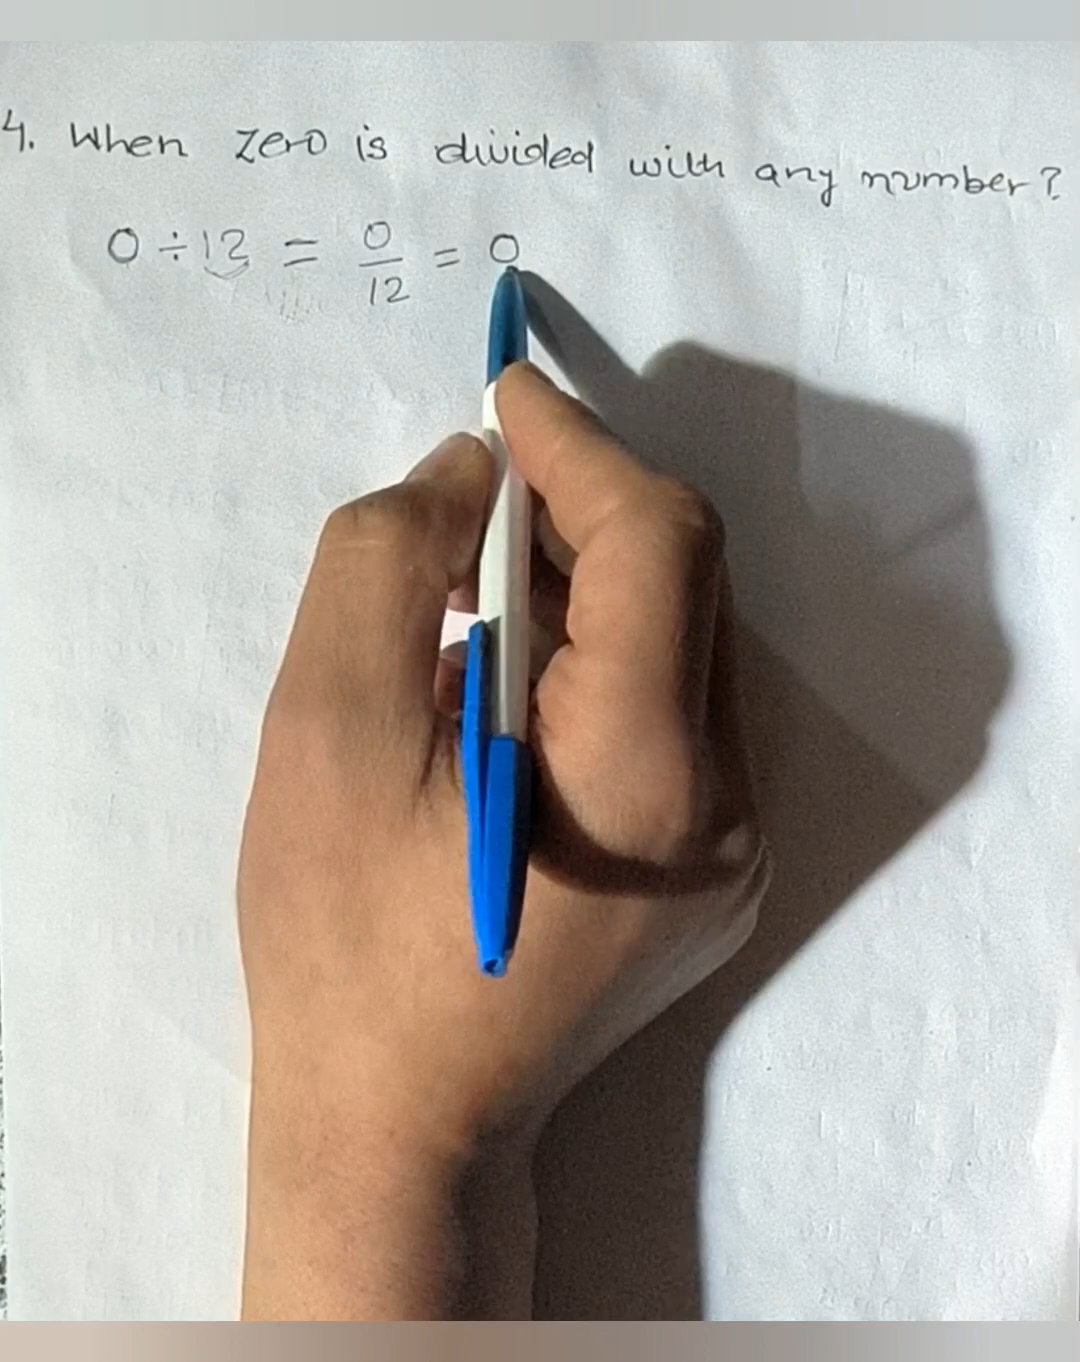 4. When zero is divided with any number?
0 ÷ 12 = 0/12 = 0